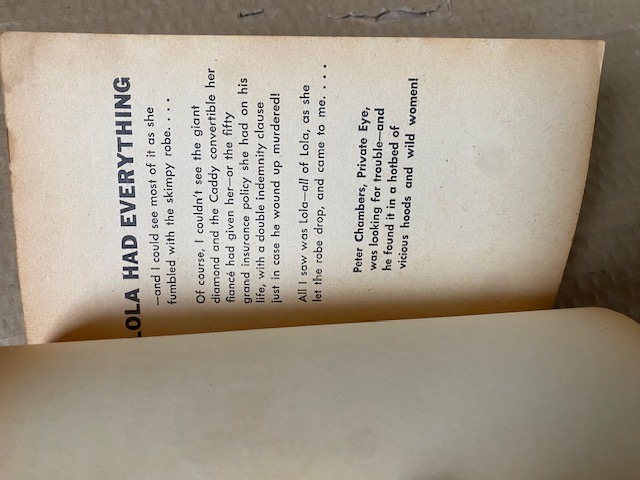 LOLA HAD EVERYTHING
—and I could see most of it as she
fumbled with the skimpy robe. . . .
Of course, I couldn't see the giant
diamond and the Caddy convertible her
fiancé had given her—or the fifty
grand insurance policy she had on his
life, with a double indemnity clause
just in case he wound up murdered!
All I saw was Lola—all of Lola, as she
let the robe drop, and came to me. . . .
Peter Chambers, Private Eye,
was looking for trouble—and
he found it in a hotbed of
vicious hoods and wild women!